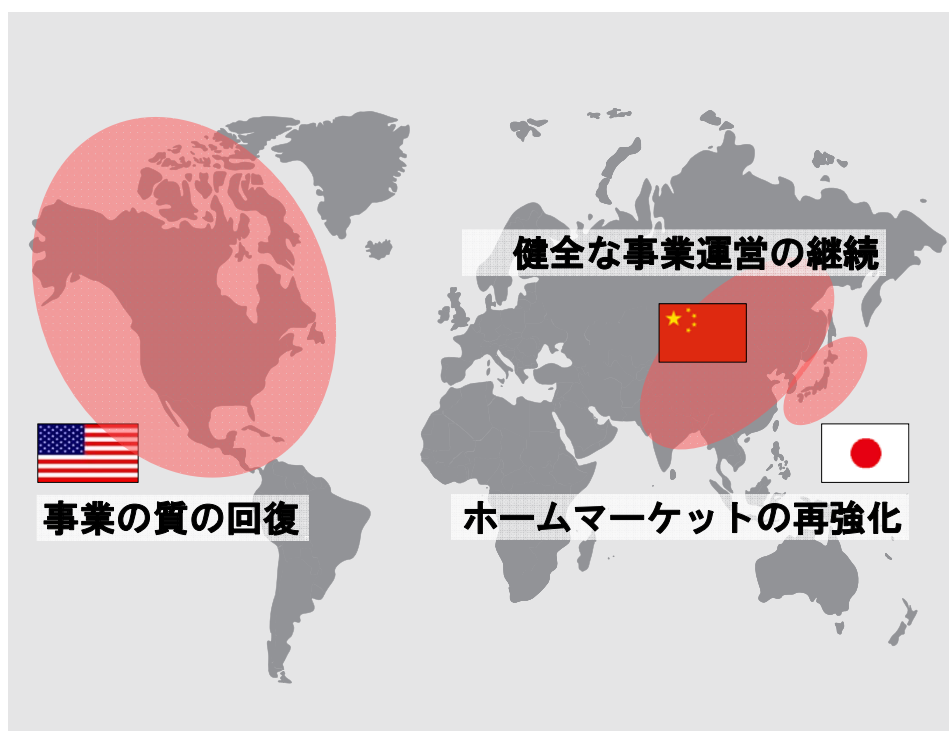 健全な事業運営の継続
事業の質の回復
ホームマーケットの再強化